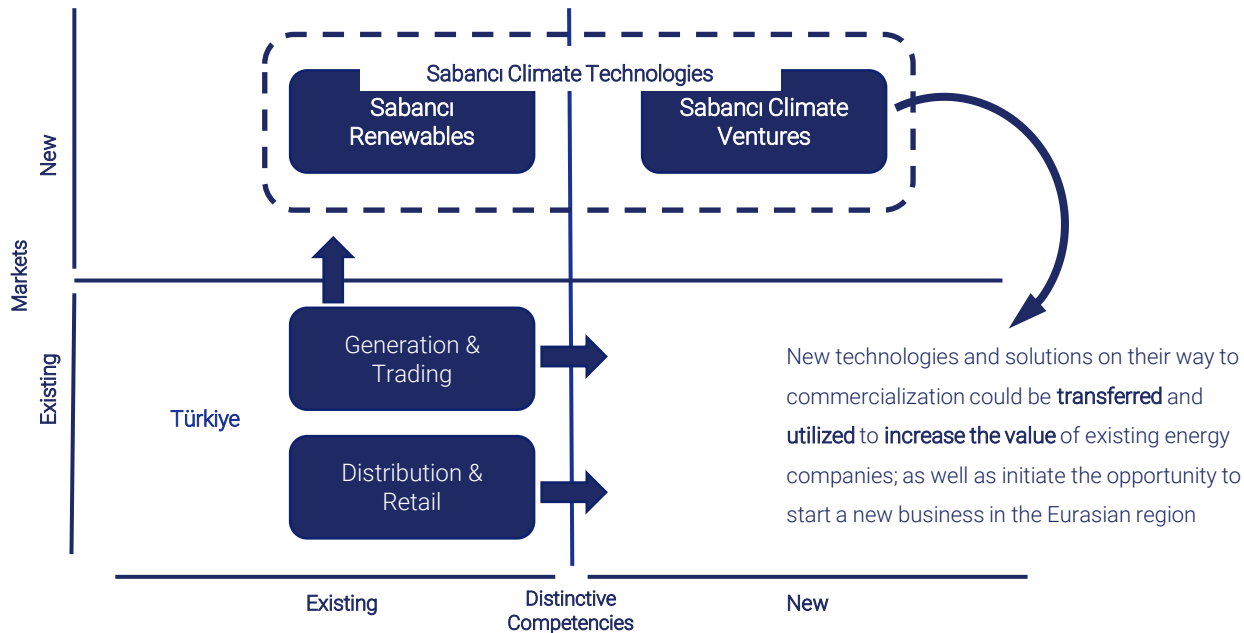 Sabancı Climate Technologies
Sabancı
Renewables
Sabancı Climate
Ventures
New
Markets
Existing
Generation &
Trading
Türkiye
Distribution &
Retail
New technologies and solutions on their way to
commercialization could be transferred and
utilized to increase the value of existing energy
companies; as well as initiate the opportunity to
start a new business in the Eurasian region
Existing
Distinctive
Competencies
New